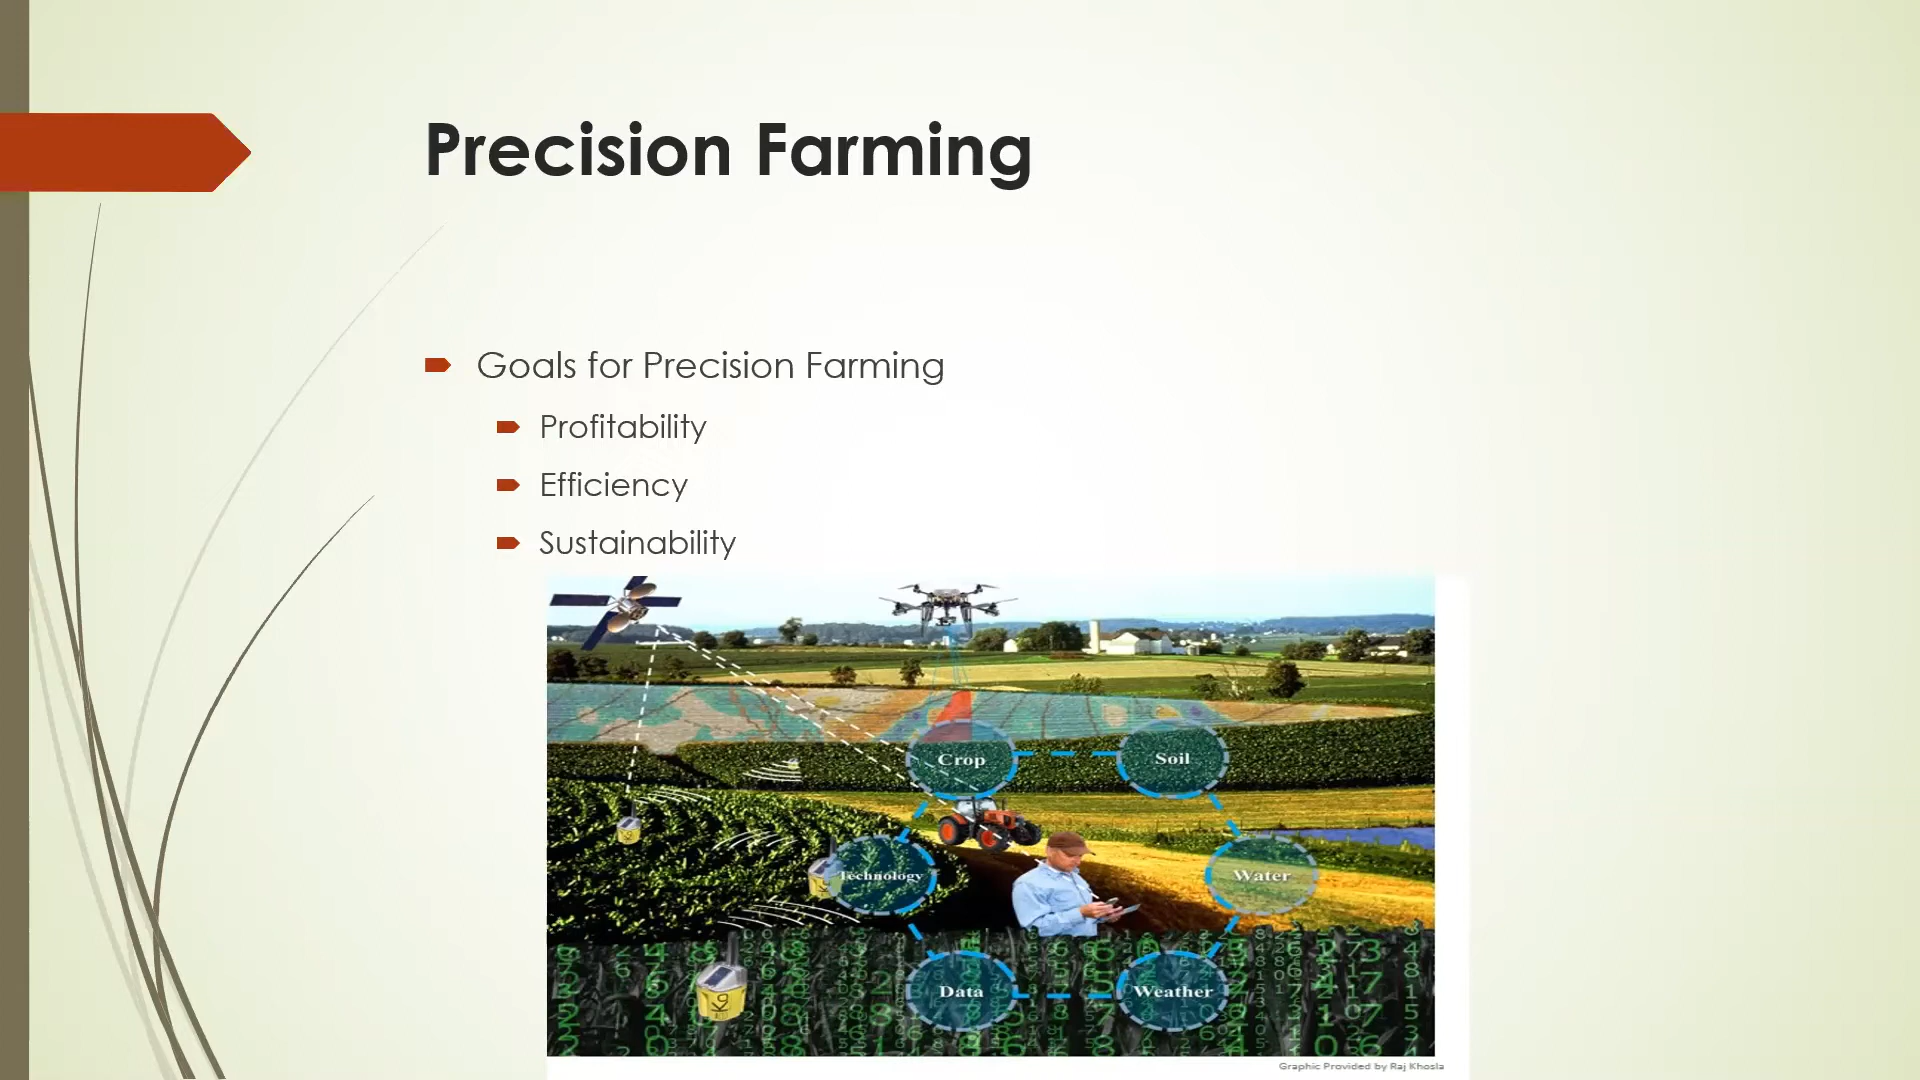 Precision Farming
Goals for Precision Farming
Profitability
Efficiency
Sustainability
Crop
Soil
Technology
Water
Data
Weather
Graphic Provided by Raj Khosla